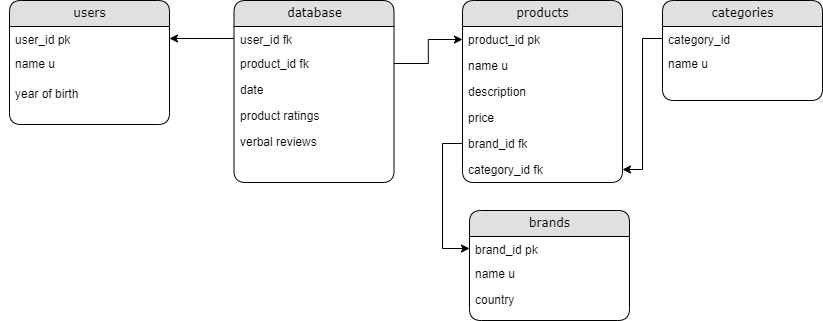 users
user_id pk
name u
year of birth
database
user_id fk
product_id fk
date
product ratings
verbal reviews
products
product_id pk
name u
description
price
brand_id fk
category_id fk
categories
category_id
name u
brands
brand_id pk
name u
country